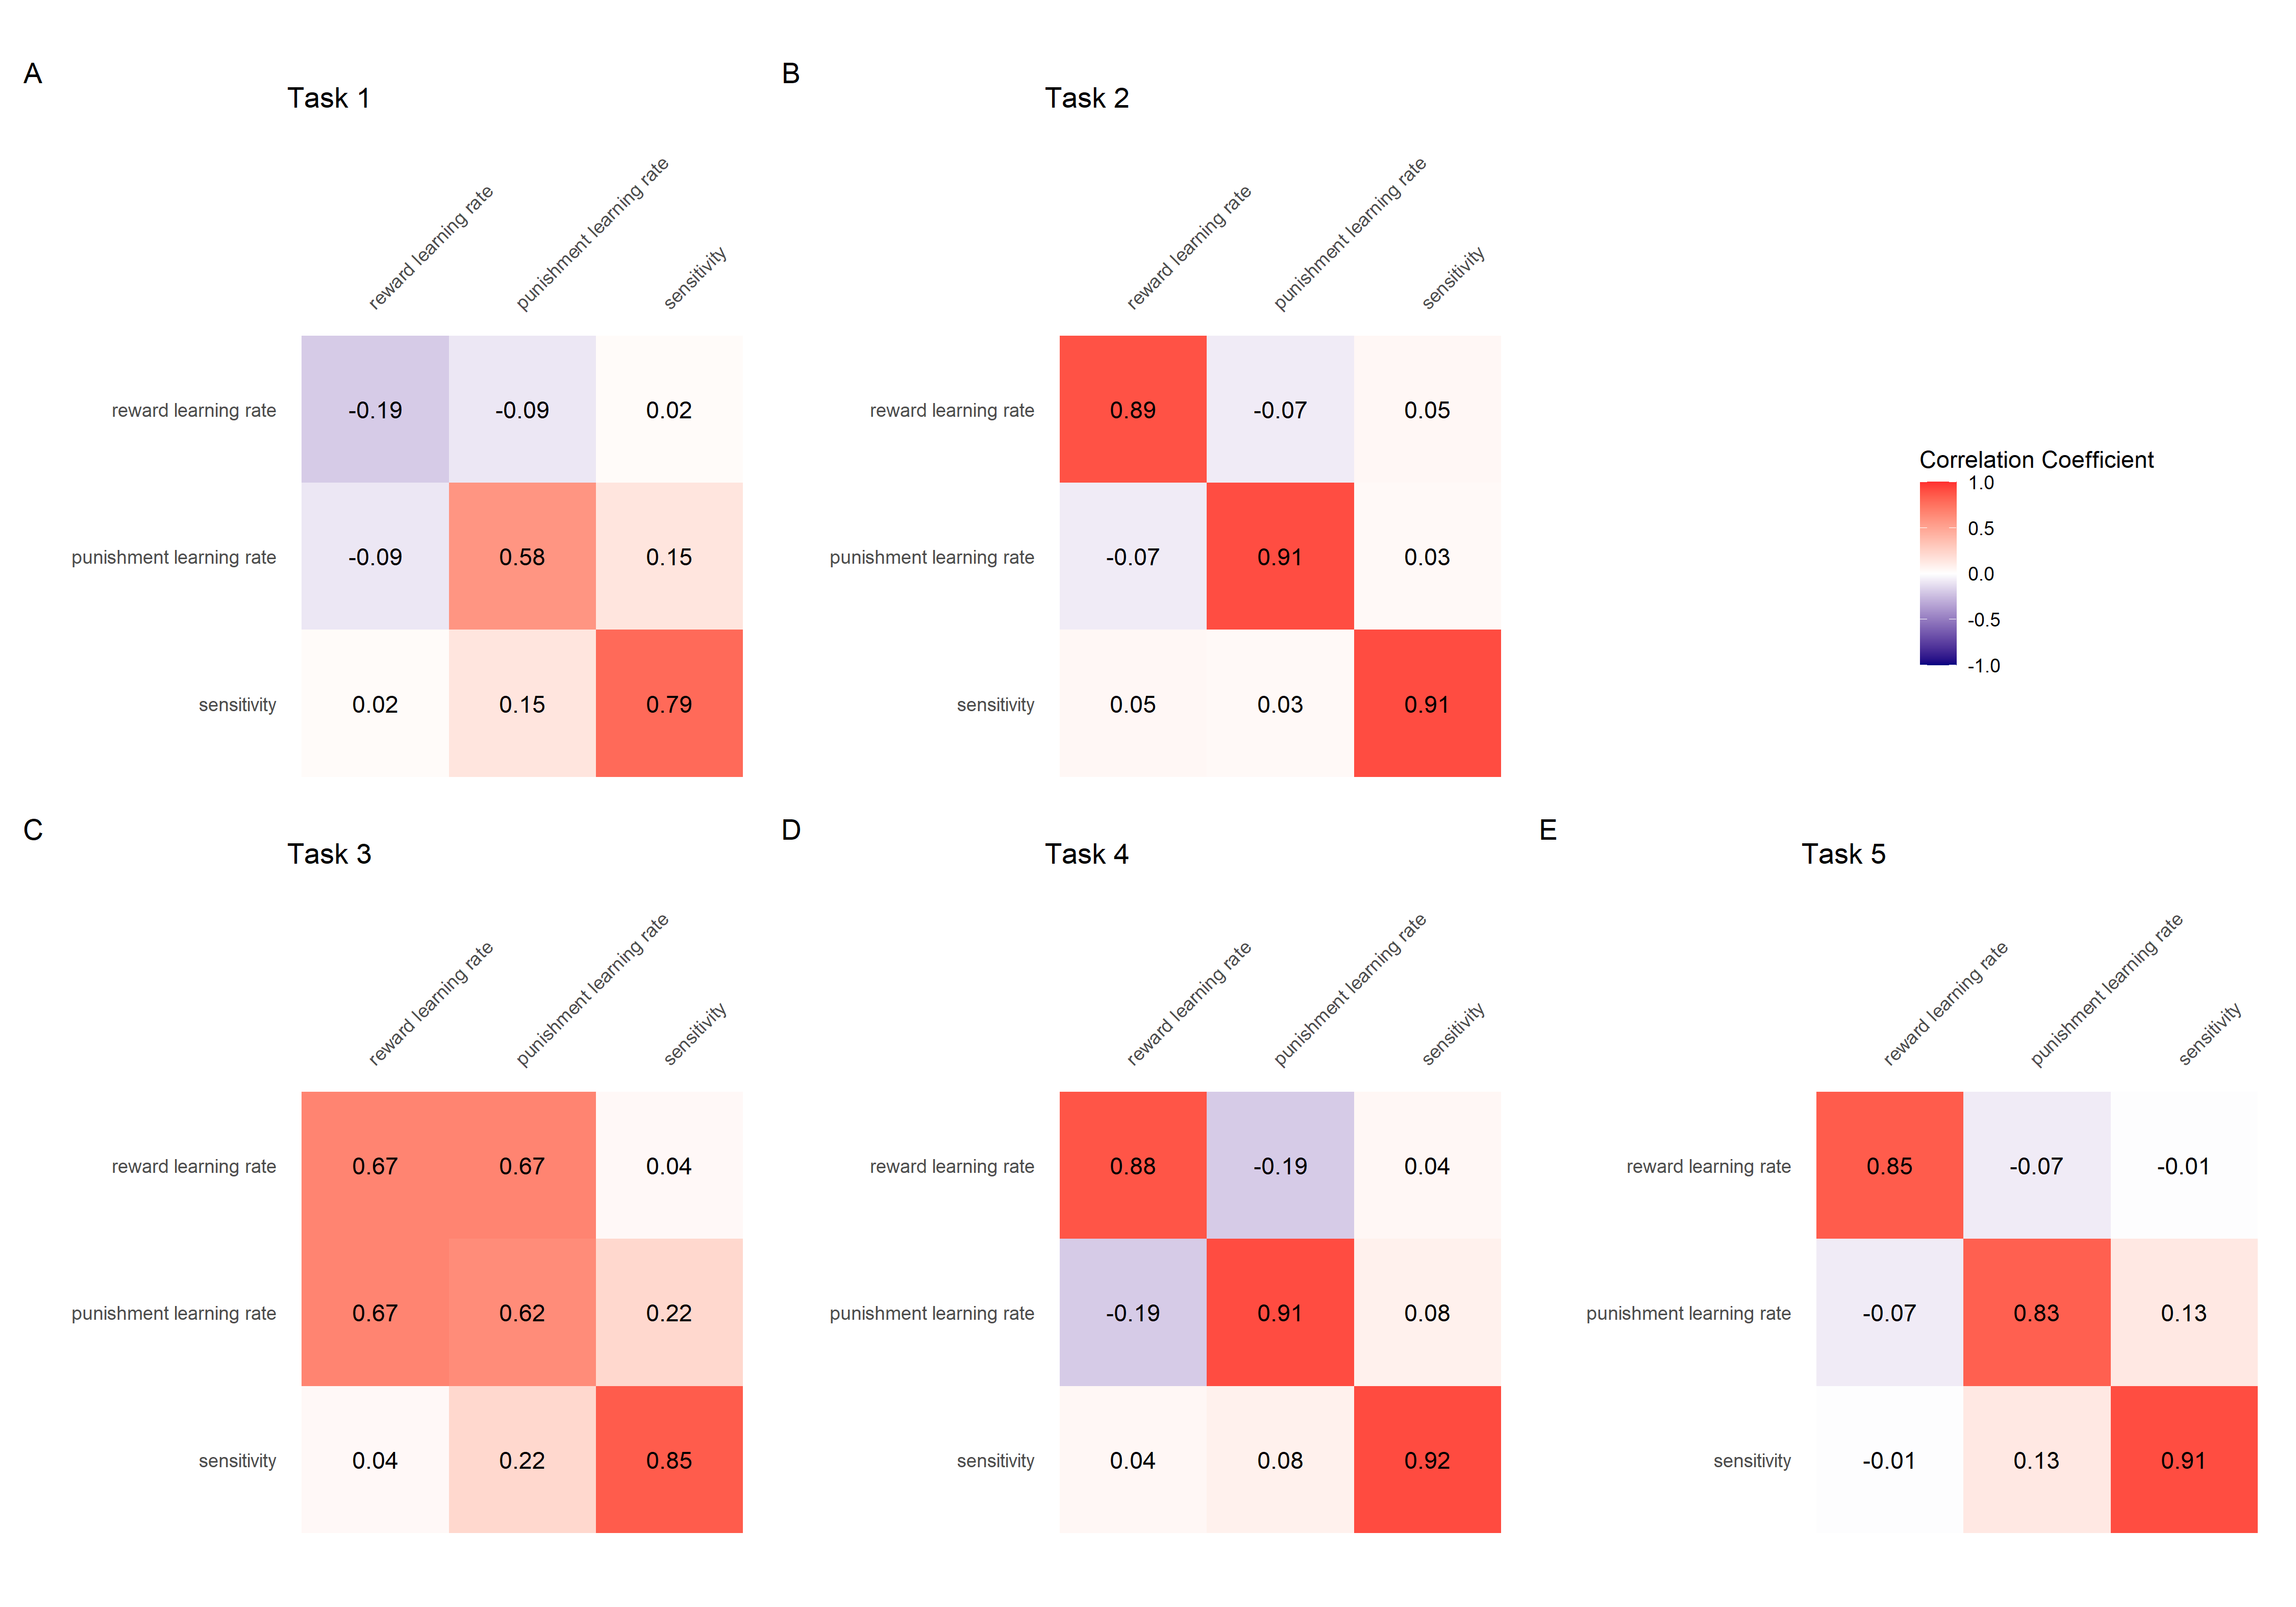 A
Task 1
reward learning rate
punishment learning rate
sensitivity
reward learning rate
-0.19 -0.09 0.02
punishment learning rate
-0.09 0.58 0.15
sensitivity
0.02 0.15 0.79
B
Task 2
reward learning rate
punishment learning rate
sensitivity
reward learning rate
0.89 -0.07 0.05
punishment learning rate
-0.07 0.91 0.03
sensitivity
0.05 0.03 0.91
Correlation Coefficient
1.0
0.5
0.0
-0.5
-1.0
C
Task 3
reward learning rate
punishment learning rate
sensitivity
reward learning rate
0.67 0.67 0.04
punishment learning rate
0.67 0.62 0.22
sensitivity
0.04 0.22 0.85
D
Task 4
reward learning rate
punishment learning rate
sensitivity
reward learning rate
0.88 -0.19 0.04
punishment learning rate
-0.19 0.91 0.08
sensitivity
0.04 0.08 0.92
E
Task 5
reward learning rate
punishment learning rate
sensitivity
reward learning rate
0.85 -0.07 -0.01
punishment learning rate
-0.07 0.83 0.13
sensitivity
-0.01 0.13 0.91